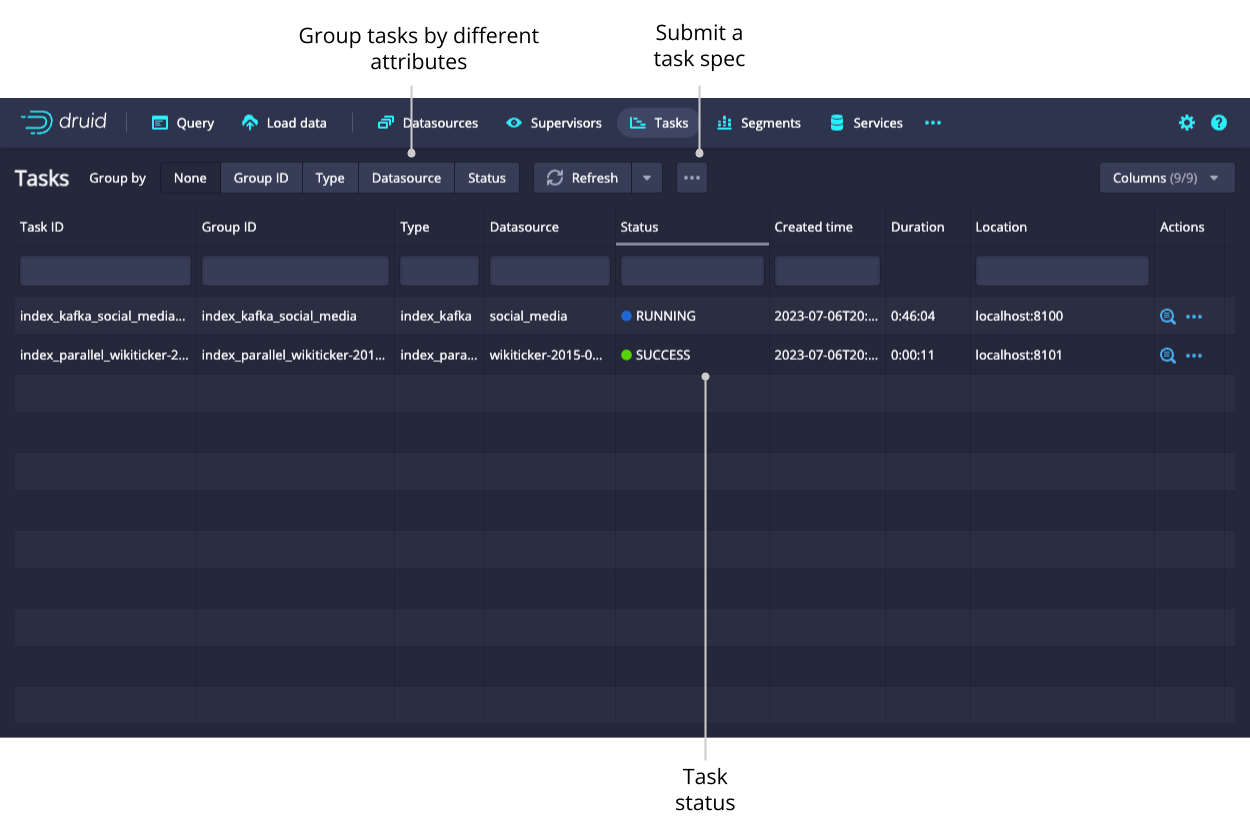 Group tasks by different
attributes
Submit a
task spec
druid Query Load data Datasources Supervisors Tasks Segments Services
Tasks Group by None Group ID Type Datasource Status Refresh Columns (9/9)
Task ID Group ID Type Datasource Status Created time Duration Location Actions
index_kafka_social_media... index_kafka_social_media index_kafka social_media RUNNING 2023-07-06T20:... 0:46:04 localhost:8100
index_parallel_wikiticker-2... index_parallel_wikiticker-201... index_para... wikiticker-2015-0... SUCCESS 2023-07-06T20:... 0:00:11 localhost:8101
Task
status